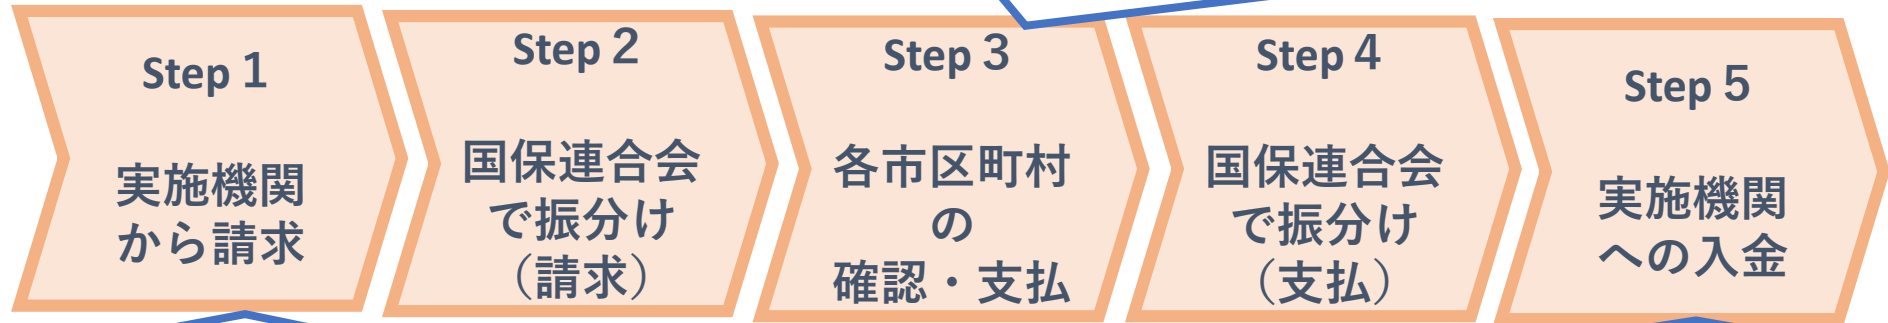 Step 1
実施機関
から請求
Step 2
国保連合会
で振分け
（請求）
Step 3
各市区町村
の
確認・支払
Step 4
国保連合会
で振分け
（支払）
Step 5
実施機関
への入金